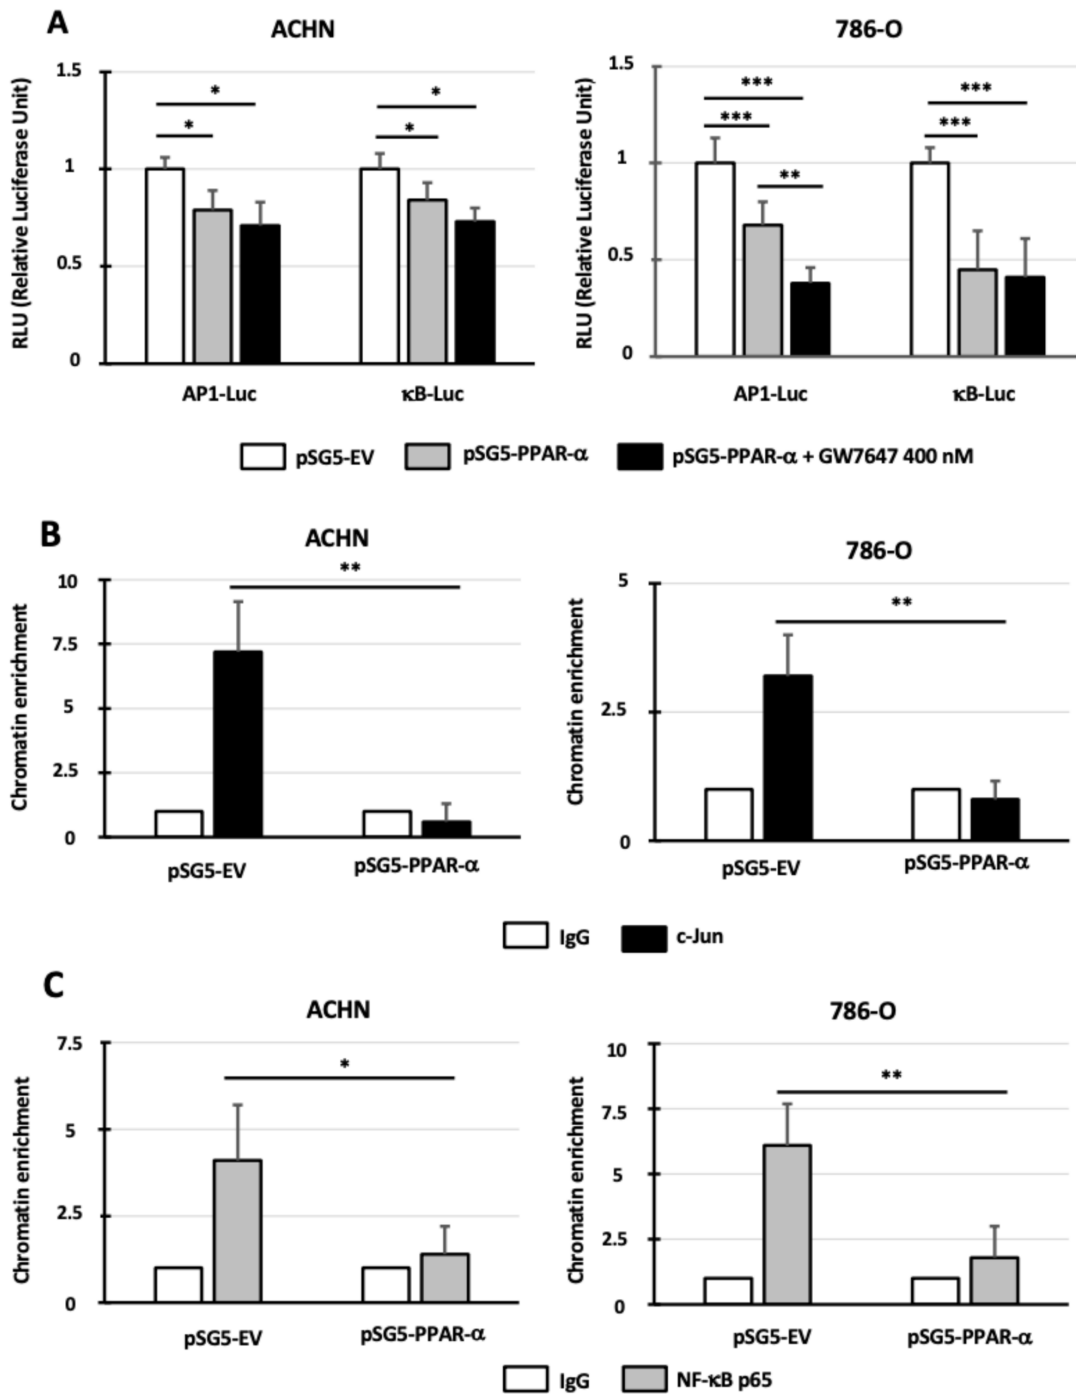 A
ACHN
786-O
RLU (Relative Luciferase Unit)
1.5
1
0.5
0
* * * *
AP1-Luc κB-Luc
RLU (Relative Luciferase Unit)
1.5
1
0.5
0
*** *** ** *** ***
AP1-Luc κB-Luc
pSG5-EV pSG5-PPAR-α pSG5-PPAR-α + GW7647 400 nM
B
ACHN
786-O
Chromatin enrichment
10
7.5
5
2.5
0
**
pSG5-EV pSG5-PPAR-α
Chromatin enrichment
5
2.5
0
**
pSG5-EV pSG5-PPAR-α
IgG c-Jun
C
ACHN
786-O
Chromatin enrichment
7.5
5
2.5
0
*
pSG5-EV pSG5-PPAR-α
Chromatin enrichment
10
7.5
5
2.5
0
**
pSG5-EV pSG5-PPAR-α
IgG NF-κB p65